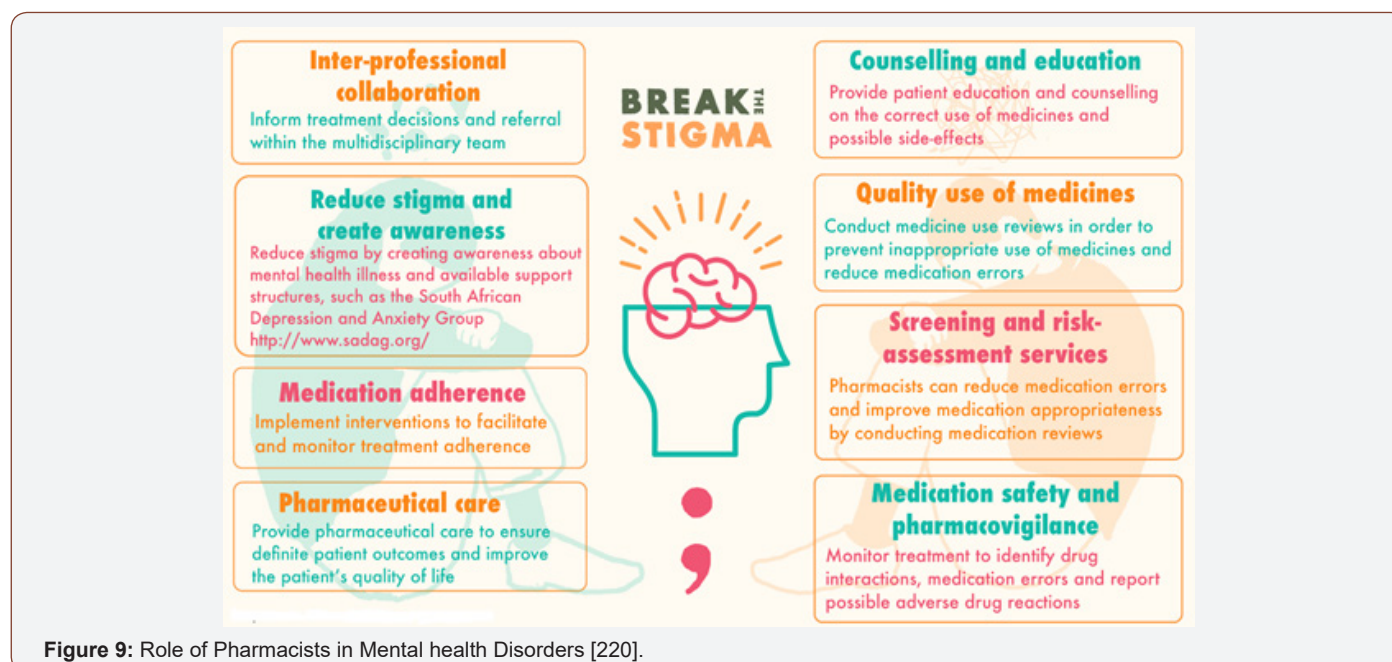 Inter-professional
collaboration
Inform treatment decisions and referral
within the multidisciplinary team
Reduce stigma and
create awareness
Reduce stigma by creating awareness about
mental health illness and available support
structures, such as the South African
Depression and Anxiety Group
http://www.sadag.org/
Medication adherence
Implement interventions to facilitate
and monitor treatment adherence
Pharmaceutical care
Provide pharmaceutical care to ensure
definite patient outcomes and improve
the patient's quality of life
BREAK THE
STIGMA
;
Counselling and education
Provide patient education and counselling
on the correct use of medicines and
possible side-effects
Quality use of medicines
Conduct medicine use reviews in order to
prevent inappropriate use of medicines and
reduce medication errors
Screening and risk-
assessment services
Pharmacists can reduce medication errors
and improve medication appropriateness
by conducting medication reviews
Medication safety and
pharmacovigilance
Monitor treatment to identify drug
interactions, medication errors and report
possible adverse drug reactions
Figure 9: Role of Pharmacists in Mental health Disorders [220].